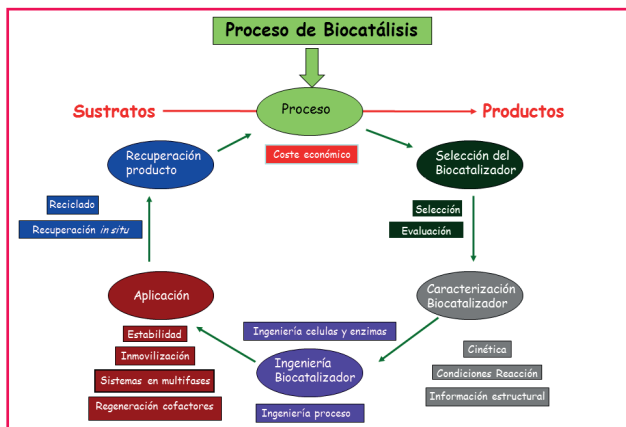 Proceso de Biocatálisis
Sustratos
Proceso
Productos
Coste económico
Recuperación
producto
Selección del
Biocatalizador
Reciclado
Recuperación in situ
Selección
Evaluación
Aplicación
Caracterización
Biocatalizador
Estabilidad
Inmovilización
Sistemas en multifases
Regeneración cofactores
Ingeniería celulas y enzimas
Ingeniería
Biocatalizador
Ingeniería proceso
Cinética
Condiciones Reacción
Información estructural